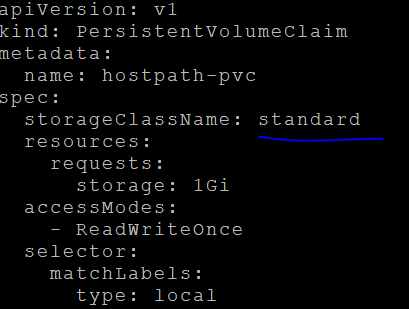 apiVersion: v1
kind: PersistentVolumeClaim
metadata:
  name: hostpath-pvc
spec:
  storageClassName: standard
  resources:
    requests:
      storage: 1Gi
  accessModes:
    - ReadWriteOnce
  selector:
    matchLabels:
      type: local